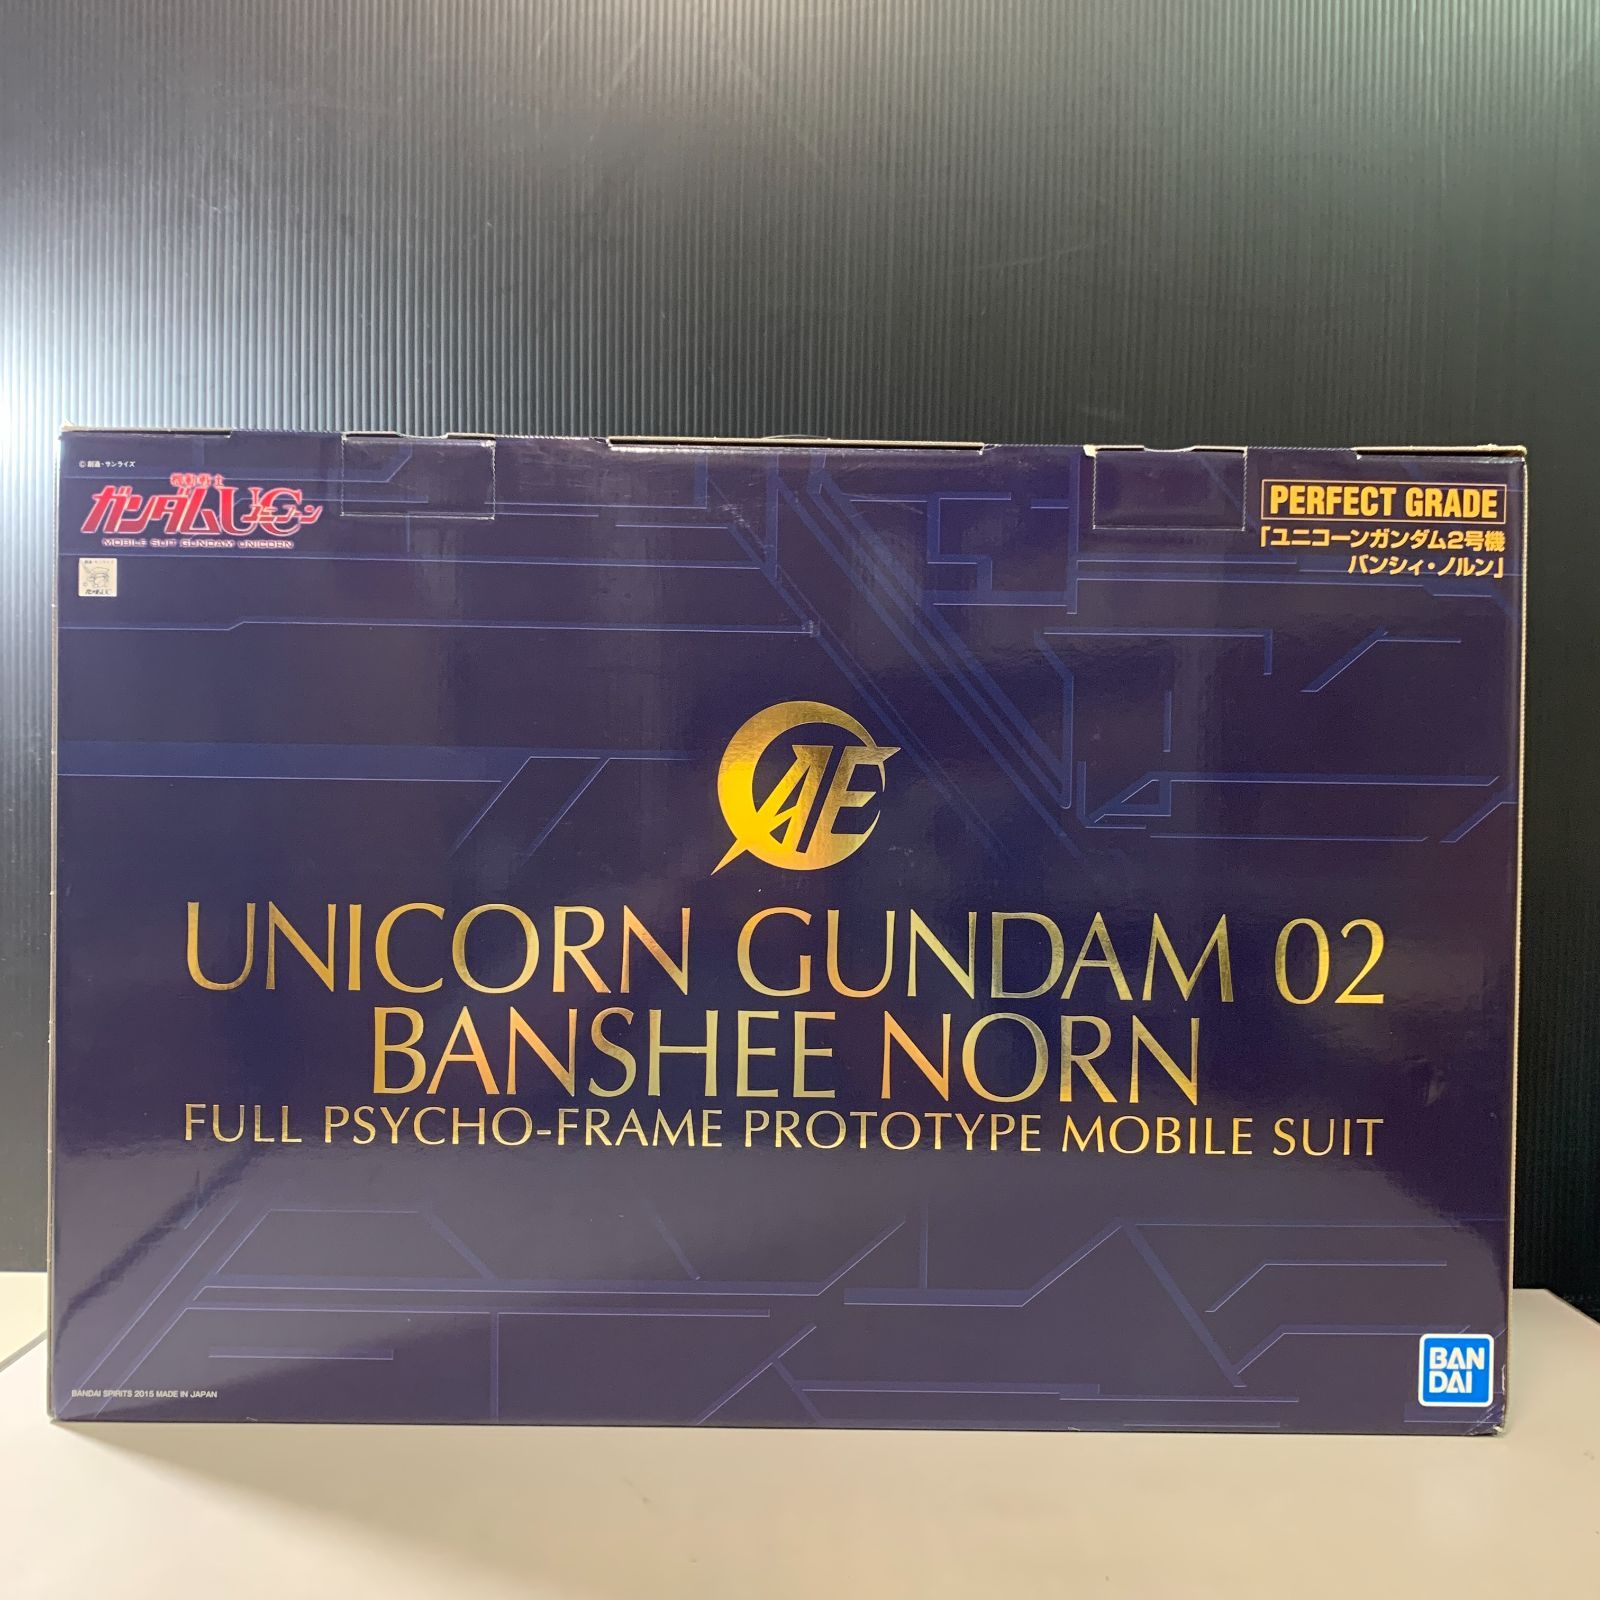 ©創通・サンライズ
機動戦士
ガンダムUC
ユニコーン
MOBILE SUIT GUNDAM UNICORN
PERFECT GRADE
「ユニコーンガンダム2号機
バンシィ・ノルン」
AE
UNICORN GUNDAM 02
BANSHEE NORN
FULL PSYCHO-FRAME PROTOTYPE MOBILE SUIT
BANDAI SPIRITS 2015 MADE IN JAPAN
BAN
DAI